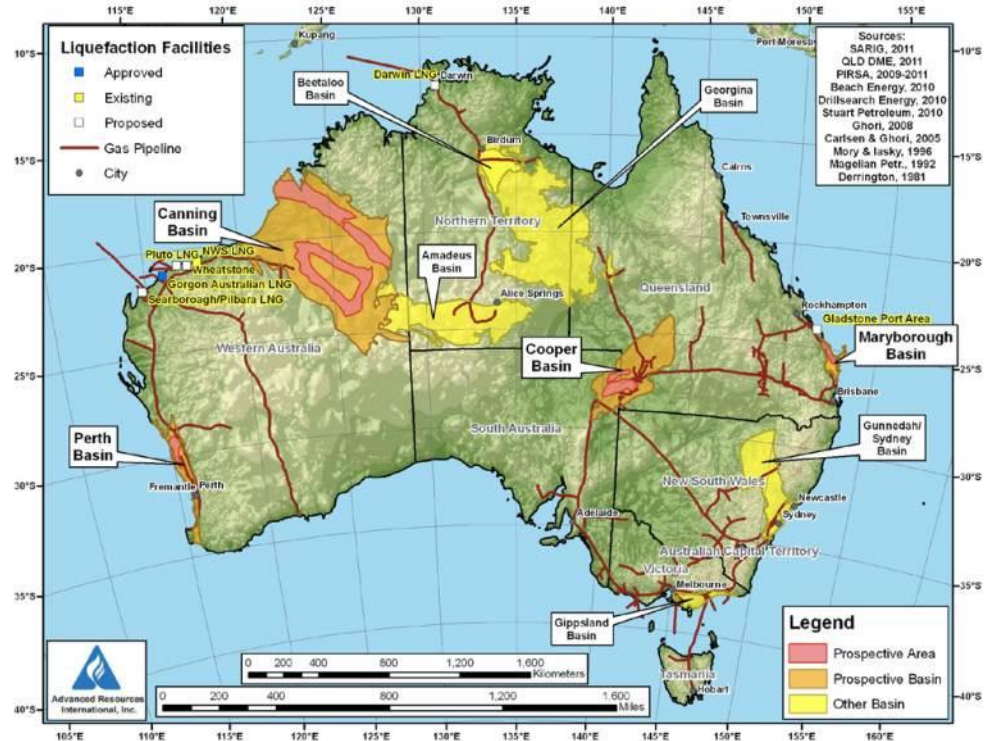 115°E
120°E
125°E
130°E
135°E
140°E
145°E
150°E
155°E
Liquefaction Facilities
Approved
Existing
Proposed
Gas Pipeline
City
Sources:
SARIG, 2011
QLD DME, 2011
PIRSA, 2009-2011
Beach Energy, 2010
Drillsearch Energy, 2010
Stuart Petroleum, 2010
Ghori, 2008
Carlsen & Ghori, 2005
Mory & Iasky, 1996
Magellan Petr., 1992
Derrington, 1981
Kupang
Port Moresby
10°S
10°S
Darwin LNG
Darwin
Beetaloo
Basin
Georgina
Basin
Birdum
15°S
15°S
Cairns
Canning
Basin
Northern Territory
Townsville
Pluto LNG
NWS LNG
Wheatstone
Gorgon Australian LNG
Searborough/Pilbara LNG
20°S
20°S
Amadeus
Basin
Alice Springs
Queensland
Rockhampton
Gladstone Port Area
Western Australia
Cooper
Basin
Maryborough
Basin
25°S
25°S
Brisbane
South Australia
Gunnedah/
Sydney
Basin
Perth
Basin
Fremantle
Perth
30°S
30°S
New South Wales
Newcastle
Sydney
Adelaide
Australian Capital Territory
Victoria
Melbourne
35°S
35°S
Gippsland
Basin
Tasmania
Hobart
Legend
Prospective Area
Prospective Basin
Other Basin
Advanced Resources
International, Inc.
0 200 400 800 1,200 1,600
Kilometers
0 200 400 800 1,200 1,600
Miles
40°S
40°S
105°E
110°E
115°E
120°E
125°E
130°E
135°E
140°E
145°E
150°E
155°E
160°E